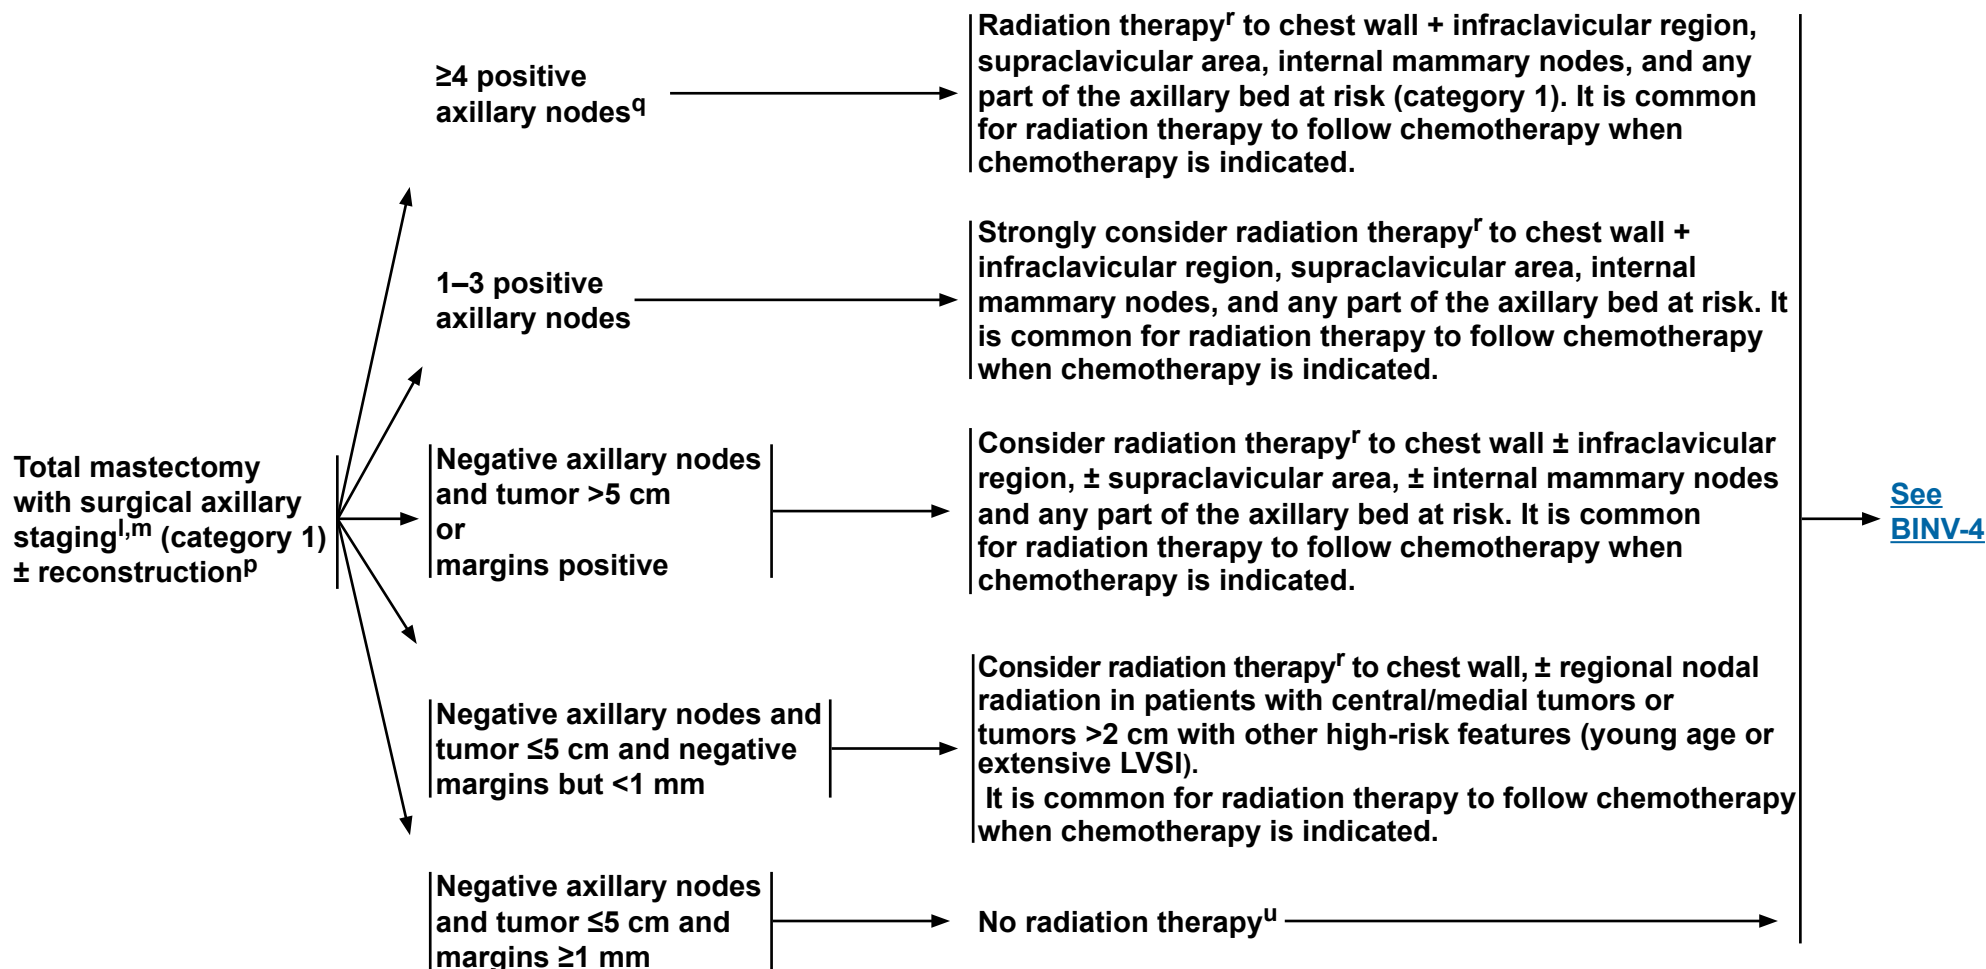 Total mastectomy
with surgical axillary
staging^l,m (category 1)
± reconstruction^p
≥4 positive
axillary nodes^q
Radiation therapy^r to chest wall + infraclavicular region,
supraclavicular area, internal mammary nodes, and any
part of the axillary bed at risk (category 1). It is common
for radiation therapy to follow chemotherapy when
chemotherapy is indicated.
1–3 positive
axillary nodes
Strongly consider radiation therapy^r to chest wall +
infraclavicular region, supraclavicular area, internal
mammary nodes, and any part of the axillary bed at risk. It
is common for radiation therapy to follow chemotherapy
when chemotherapy is indicated.
Negative axillary nodes
and tumor >5 cm
or
margins positive
Consider radiation therapy^r to chest wall ± infraclavicular
region, ± supraclavicular area, ± internal mammary nodes
and any part of the axillary bed at risk. It is common
for radiation therapy to follow chemotherapy when
chemotherapy is indicated.
Negative axillary nodes and
tumor ≤5 cm and negative
margins but <1 mm
Consider radiation therapy^r to chest wall, ± regional nodal
radiation in patients with central/medial tumors or
tumors >2 cm with other high-risk features (young age or
extensive LVSI).
It is common for radiation therapy to follow chemotherapy
when chemotherapy is indicated.
Negative axillary nodes
and tumor ≤5 cm and
margins ≥1 mm
No radiation therapy^u
See
BINV-4